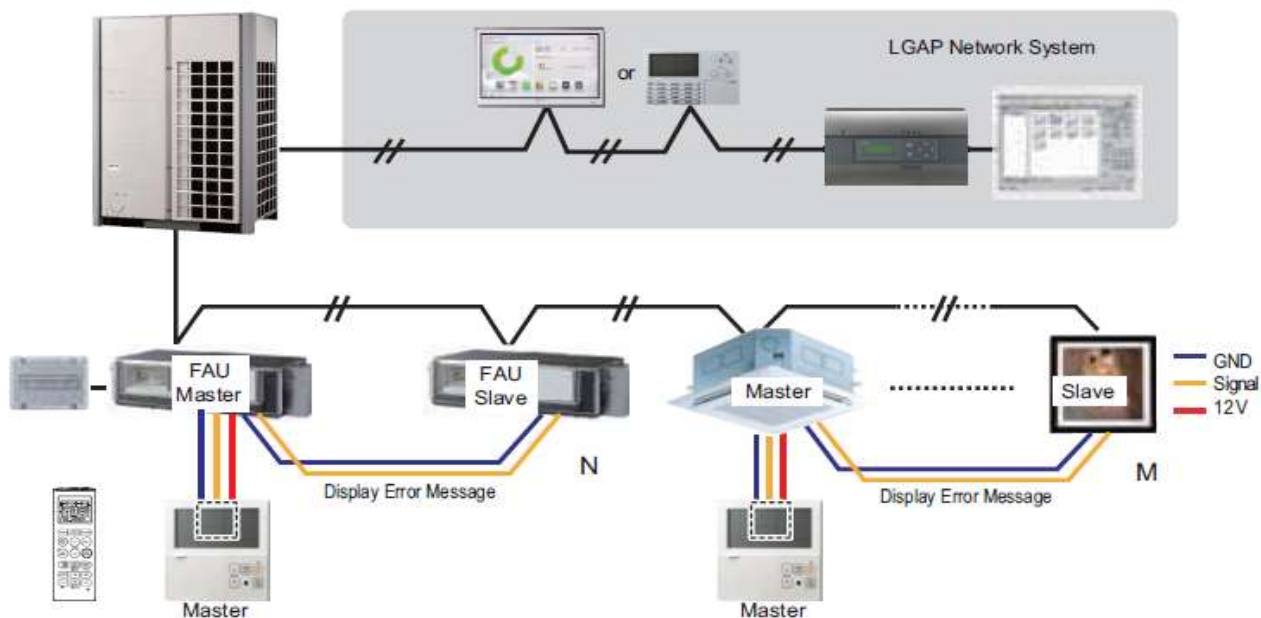 LGAP Network System
or
FAU
Master
FAU
Slave
Master
Slave
GND
Signal
12V
N
M
Display Error Message
Display Error Message
Master
Master